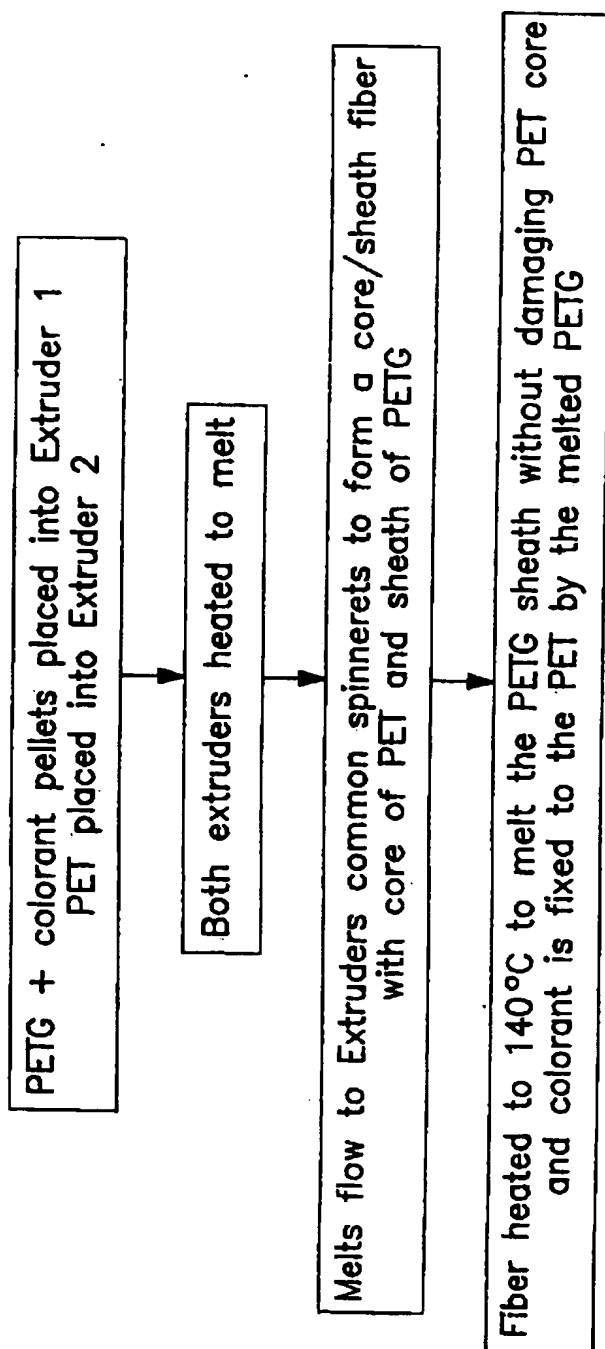 PETG + colorant pellets placed into Extruder 1
PET placed into Extruder 2
Both extruders heated to melt
Melts flow to Extruders common spinnerets to form a core/sheath fiber
with core of PET and sheath of PETG
Fiber heated to 140°C to melt the PETG sheath without damaging PET core
and colorant is fixed to the PET by the melted PETG